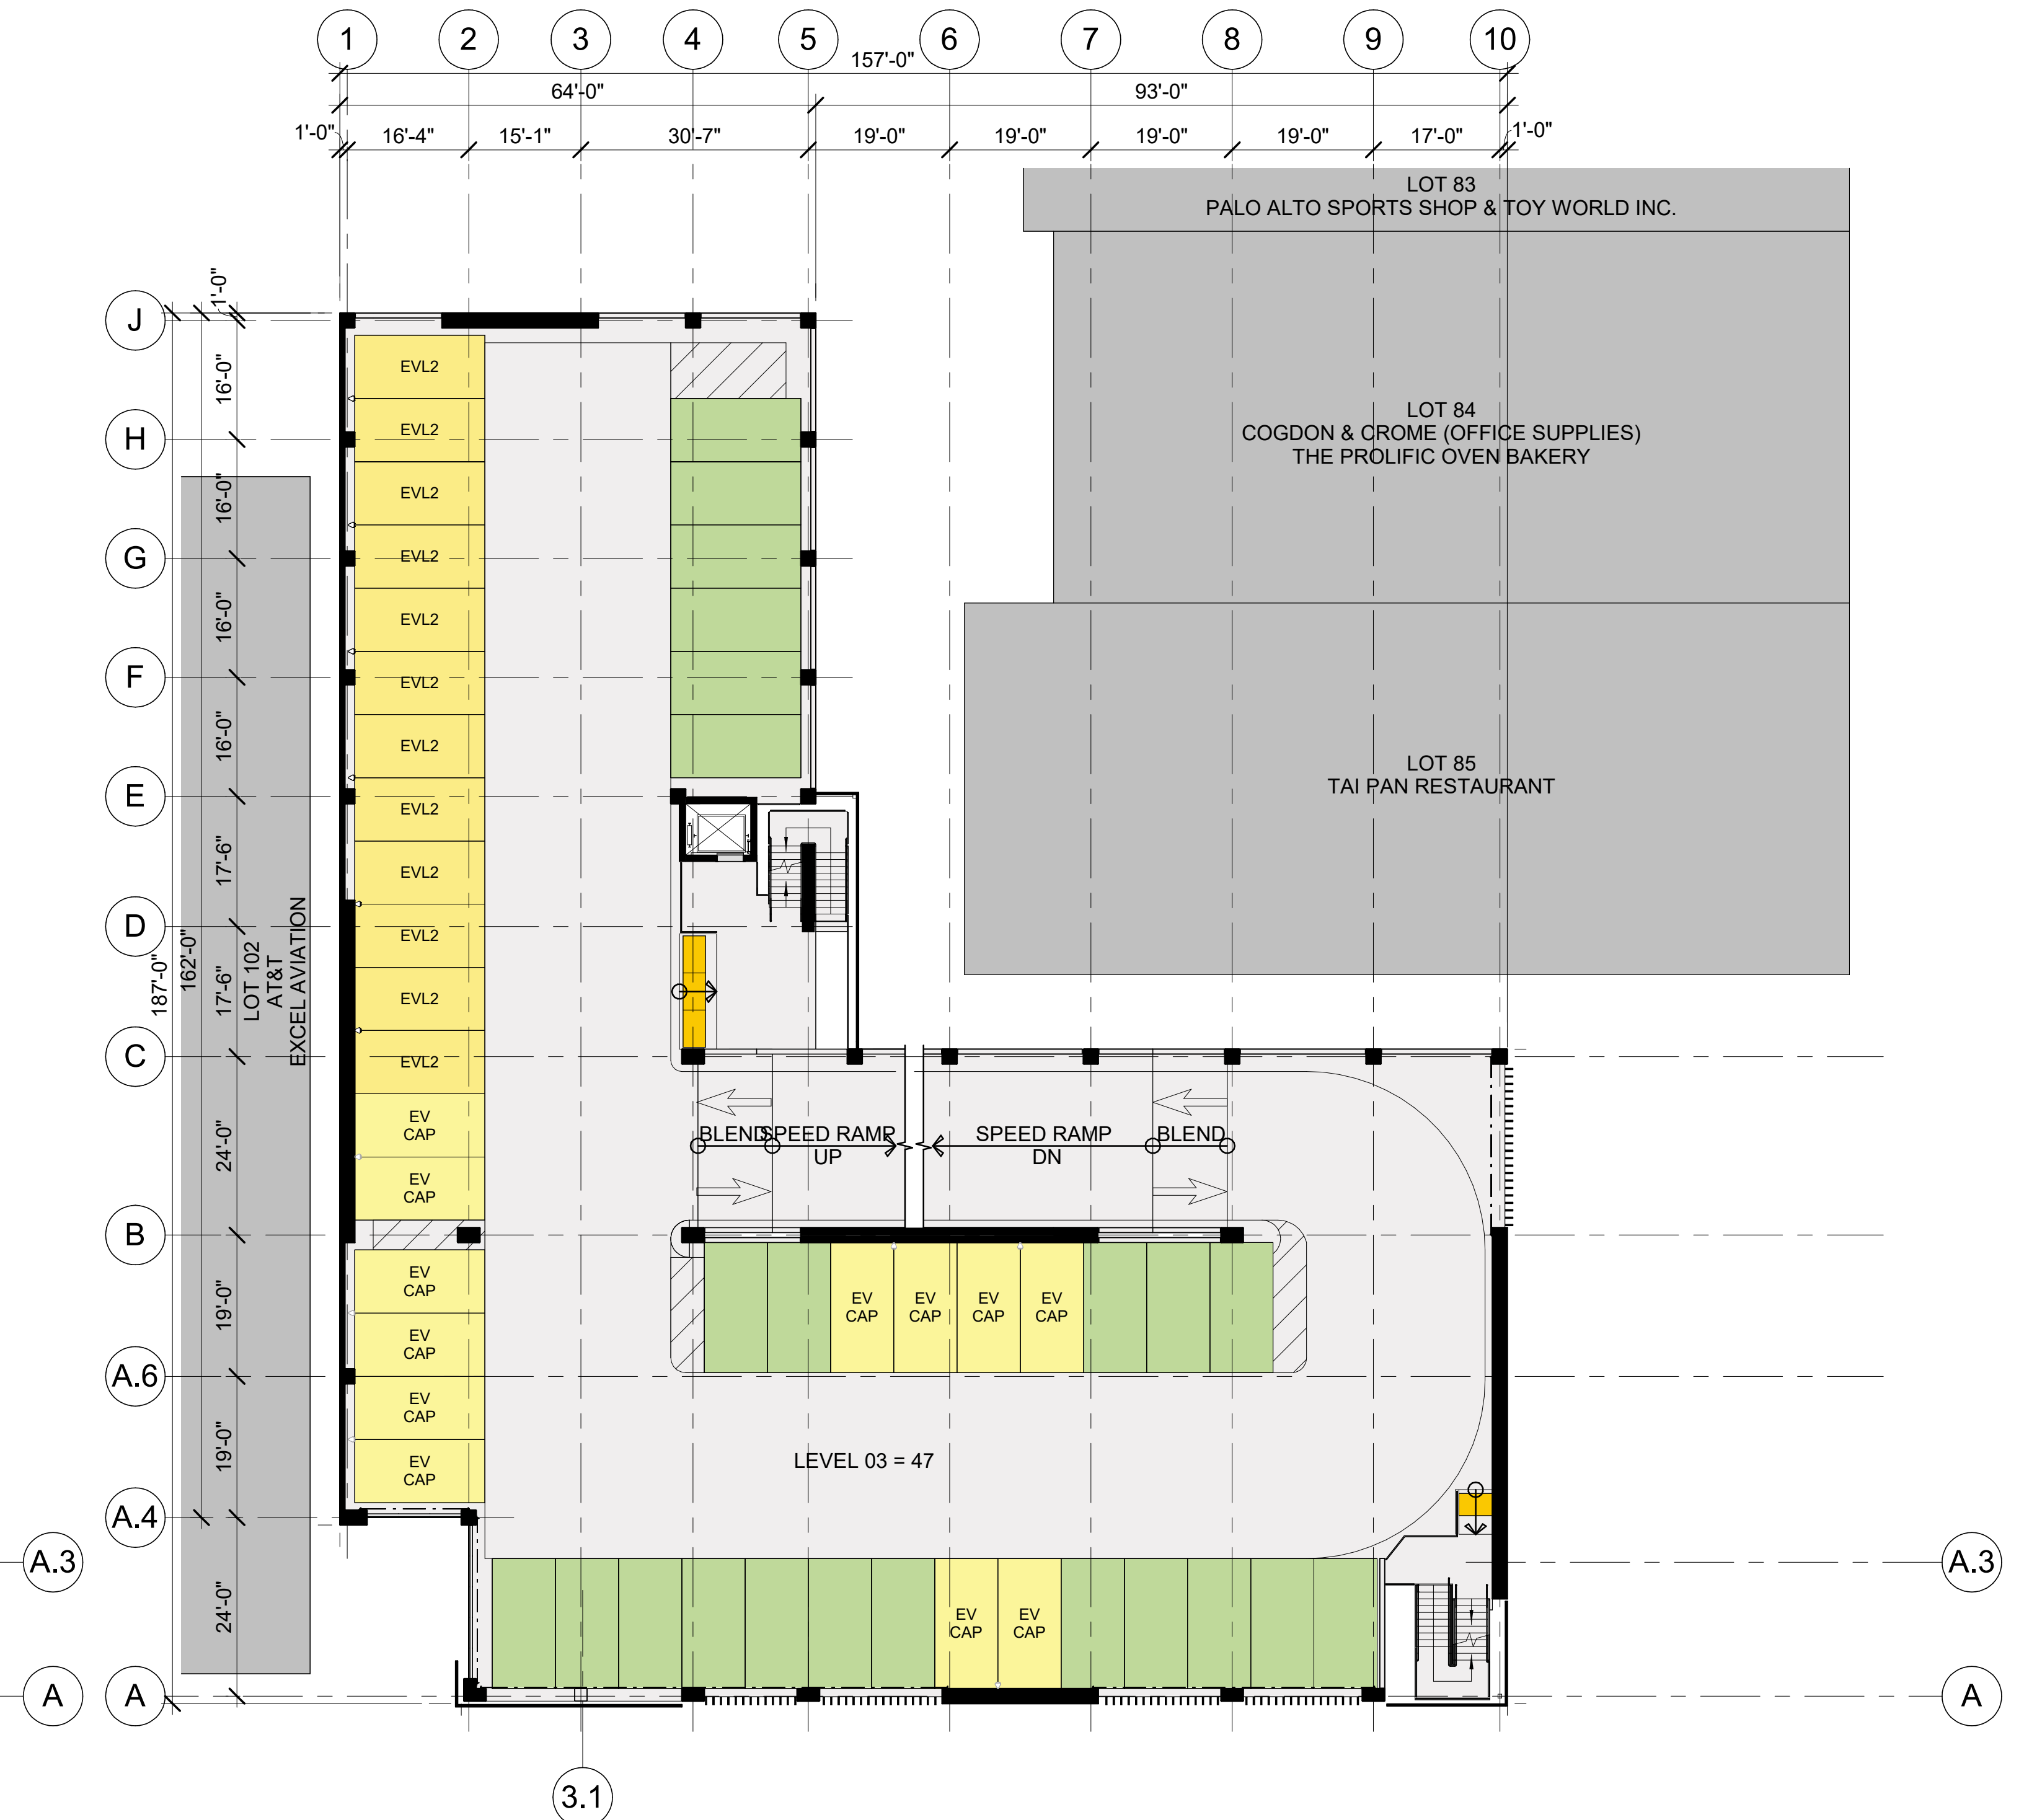 1 2 3 4 5 6 7 8 9 10
157'-0"
64'-0" 93'-0"
1'-0" 16'-4" 15'-1" 30'-7" 19'-0" 19'-0" 19'-0" 19'-0" 17'-0" 1'-0"
LOT 83
PALO ALTO SPORTS SHOP & TOY WORLD INC.
LOT 84
COGDON & CROME (OFFICE SUPPLIES)
THE PROLIFIC OVEN BAKERY
LOT 85
TAI PAN RESTAURANT
J
H
G
F
E
D
C
B
A.6
A.4
A.3
A
A
1'-0"
16'-0"
16'-0"
16'-0"
16'-0"
17'-6"
17'-6"
24'-0"
19'-0"
19'-0"
24'-0"
162'-0"
187'-0"
LOT 102
AT&T
EXCEL AVIATION
EVL2
EVL2
EVL2
EVL2
EVL2
EVL2
EVL2
EVL2
EVL2
EVL2
EVL2
EVL2
EV
CAP
EV
CAP
EV
CAP
EV
CAP
EV
CAP
EV
CAP
BLEND SPEED RAMP
UP
SPEED RAMP BLEND
DN
EV EV EV EV
CAP CAP CAP CAP
LEVEL 03 = 47
EV EV
CAP CAP
A.3
A
3.1